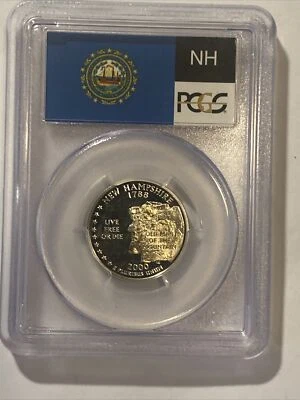 NH
PCGS
NEW HAMPSHIRE
1788
LIVE
FREE
OR DIE
OLD MAN
OF THE
MOUNTAIN
2000
E PLURIBUS UNUM